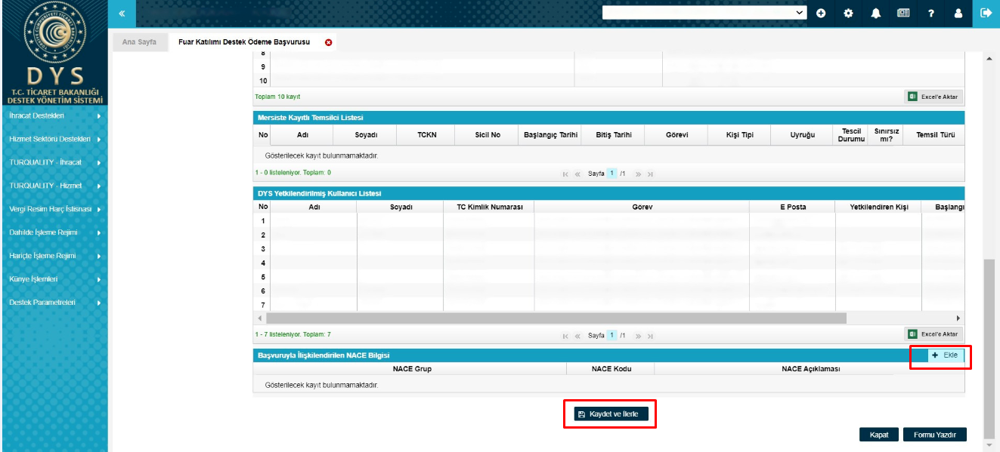 «
?
DYS
T.C. TİCARET BAKANLIĞI
DESTEK YÖNETİM SİSTEMİ
Ana Sayfa
Fuar Katılımı Destek Ödeme Başvurusu
İhracat Destekleri
Hizmet Sektörü Destekleri
TURQUALITY - İhracat
TURQUALITY - Hizmet
Vergi Resim Harç İstisnası
Dahilde İşleme Rejimi
Hariçte İşleme Rejimi
Künye İşlemleri
Destek Parametreleri
8
9
10
Toplam 10 kayıt
Excel'e Aktar
Mersiste Kayıtlı Temsilci Listesi
No Adı Soyadı TCKN Sicil No Başlangıç Tarihi Bitiş Tarihi Görevi Kişi Tipi Uyruğu Tescil Durumu Sınırsız mı? Temsil Türü
Gösterilecek kayıt bulunmamaktadır.
1 - 0 listeleniyor. Toplam: 0 Sayfa 1 /1
DYS Yetkilendirilmiş Kullanıcı Listesi
No Adı Soyadı TC Kimlik Numarası Görev E Posta Yetkilendiren Kişi Başlangı
1
2
3
4
5
6
7
1 - 7 listeleniyor. Toplam: 7 Sayfa 1 /1 Excel'e Aktar
Başvuruyla İlişkilendirilen NACE Bilgisi + Ekle
NACE Grup NACE Kodu NACE Açıklaması
Gösterilecek kayıt bulunmamaktadır.
Kaydet ve İlerle
Kapat Formu Yazdır